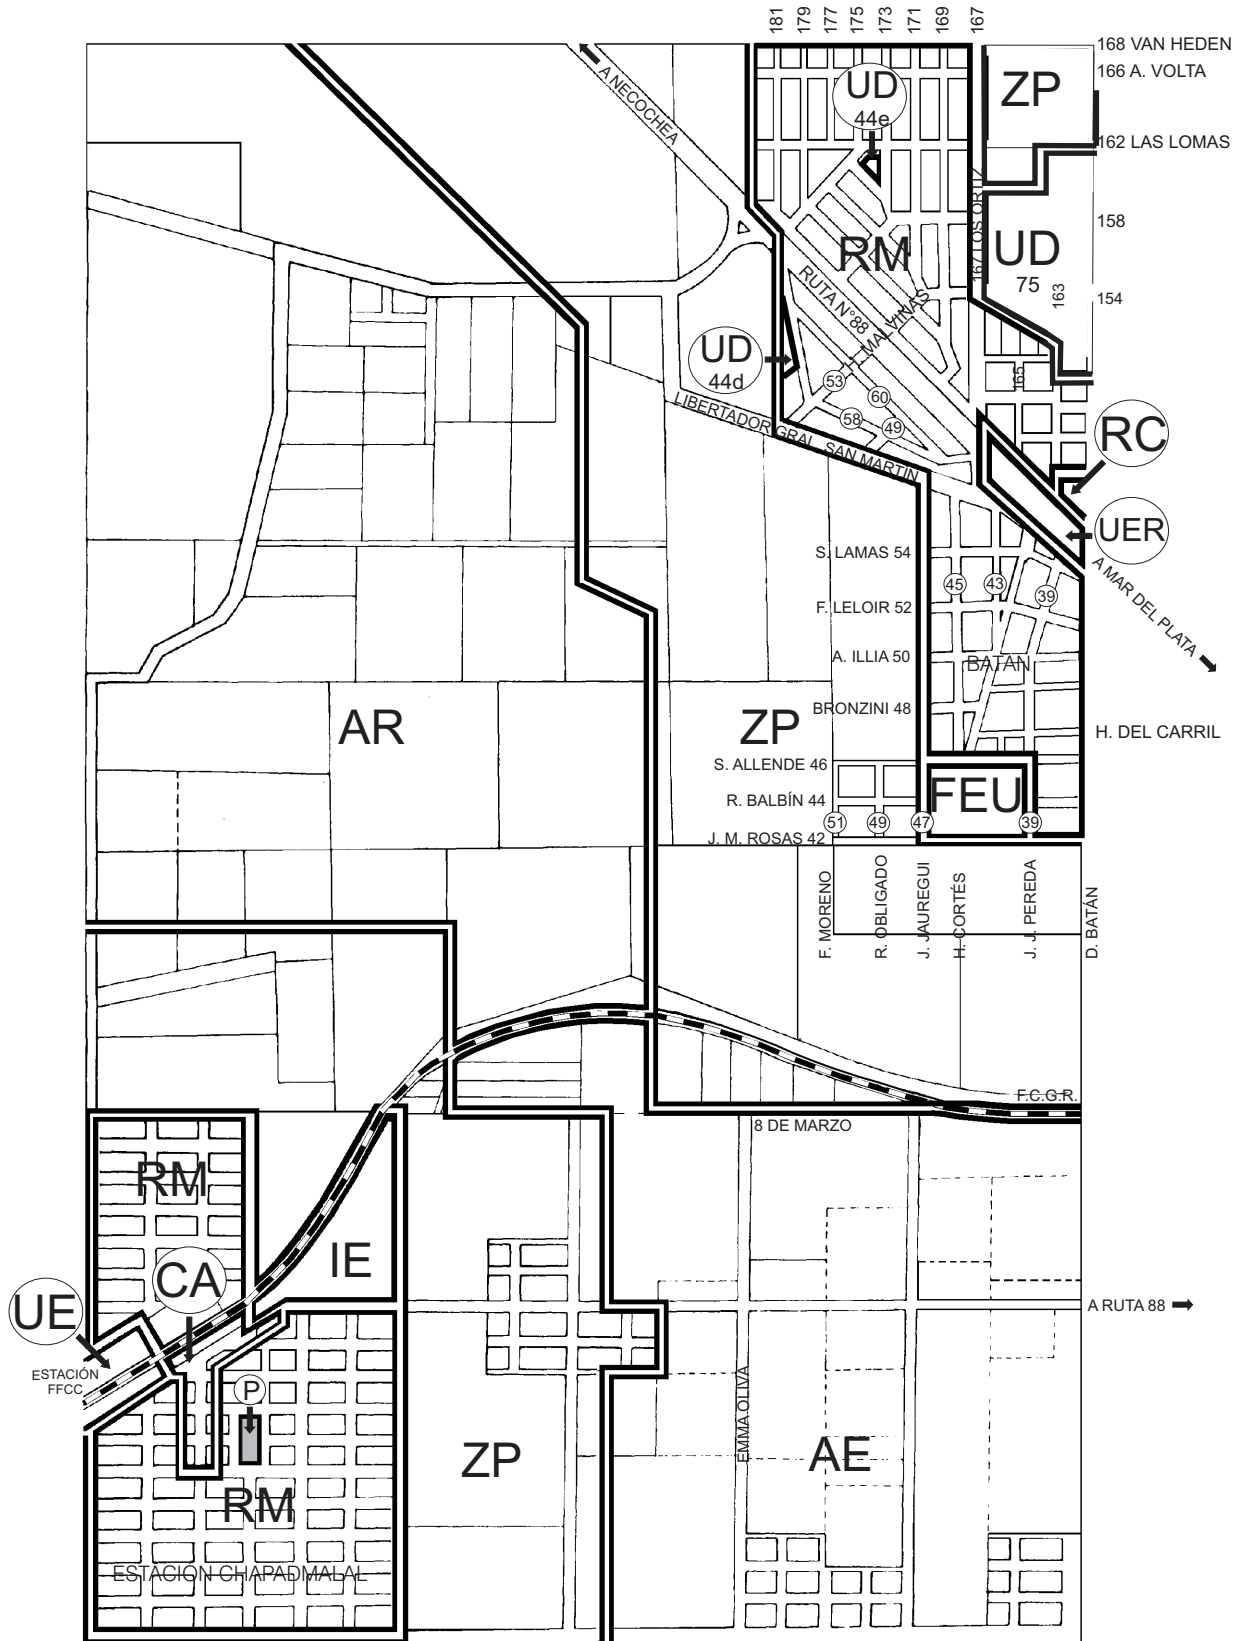 181
179
177
175
173
171
169
167
168 VAN HEDEN
166 A. VOLTA
162 LAS LOMAS
158
154
A NECOCHEA
UD
44e
ZP
RM
167 LOS ORTIZ
UD
75
163
165
RUTA N°88
H. MALVINAS
UD
44d
53
60
58
49
LIBERTADOR GRAL. SAN MARTIN
RC
UER
A MAR DEL PLATA
S. LAMAS 54
45
43
39
F. LELOIR 52
A. ILLIA 50
BATAN
BRONZINI 48
H. DEL CARRIL
AR
ZP
S. ALLENDE 46
FEU
R. BALBÍN 44
51
49
47
39
J. M. ROSAS 42
F. MORENO
R. OBLIGADO
J. JAUREGUI
H. CORTÉS
J. J. PEREDA
D. BATÁN
F.C.G.R.
8 DE MARZO
RM
IE
CA
UE
A RUTA 88
ESTACIÓN
FFCC
P
EMMA OLIVA
ZP
AE
RM
ESTACION CHAPADMALAL